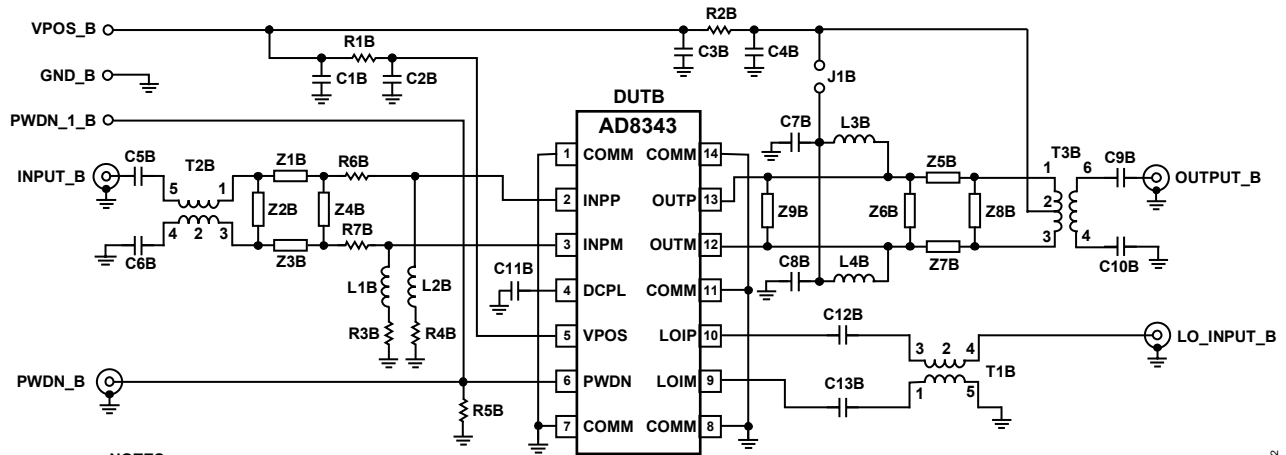 VPOS_B
R2B
R1B
C3B
C4B
GND_B
C1B
C2B
J1B
DUTB
PWDN_1_B
AD8343
C7B
L3B
C5B
T2B
Z1B
R6B
1 COMM COMM 14
Z5B
T3B
C9B
INPUT_B
5 1
1 6
OUTPUT_B
Z2B
Z4B
2 INPP OUTP 13
Z9B
Z6B
Z8B
2
4 2 3
R7B
3 INPM OUTM 12
3 4
C6B
Z3B
C8B
L4B
Z7B
C10B
C11B
L1B
L2B
4 DCPL COMM 11
C12B
R3B
R4B
5 VPOS LOIP 10
3 2 4
LO_INPUT_B
PWDN_B
6 PWDN LOIM 9
C13B
T1B
1 5
R5B
7 COMM COMM 8